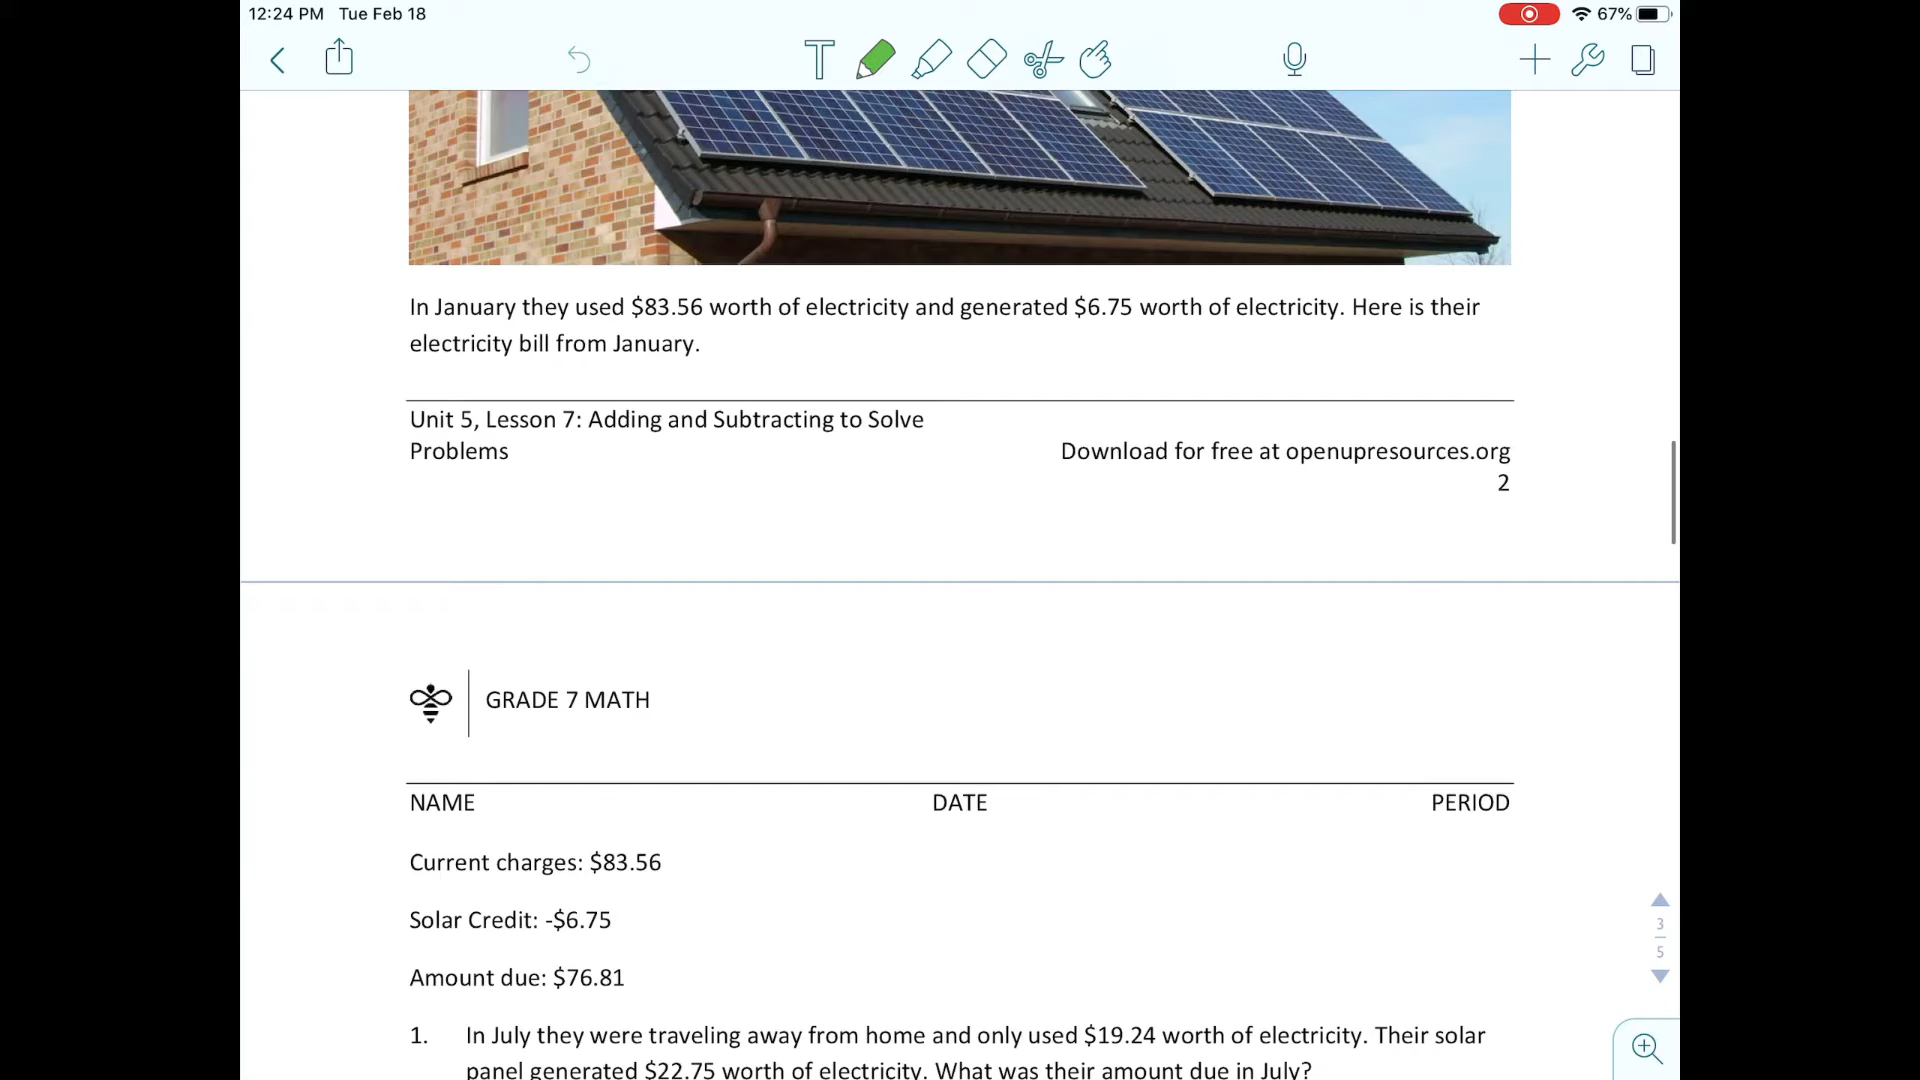 12:24 PM Tue Feb 18
67%
T
In January they used $83.56 worth of electricity and generated $6.75 worth of electricity. Here is their
electricity bill from January.
Unit 5, Lesson 7: Adding and Subtracting to Solve
Problems
Download for free at openupresources.org
2
GRADE 7 MATH
NAME DATE PERIOD
Current charges: $83.56
Solar Credit: -$6.75
Amount due: $76.81
3
5
1. In July they were traveling away from home and only used $19.24 worth of electricity. Their solar
panel generated $22.75 worth of electricity. What was their amount due in July?